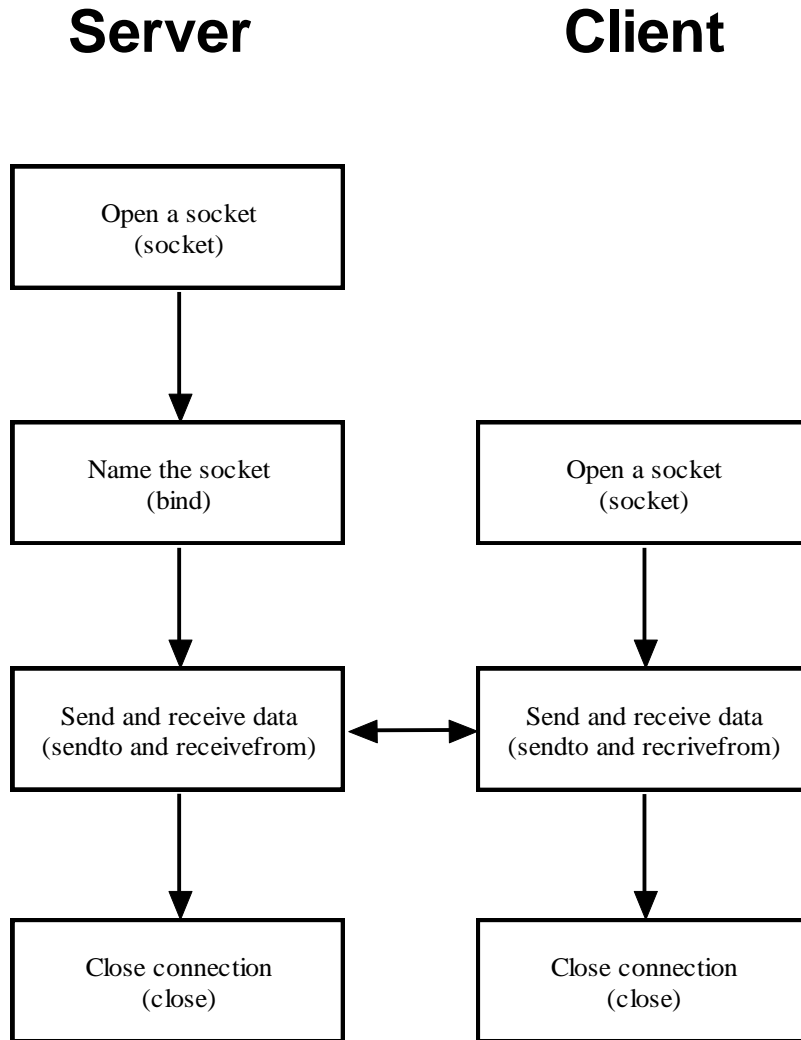 Server
Client
Open a socket
(socket)
Name the socket
(bind)
Open a socket
(socket)
Send and receive data
(sendto and receivefrom)
Send and receive data
(sendto and recrivefrom)
Close connection
(close)
Close connection
(close)